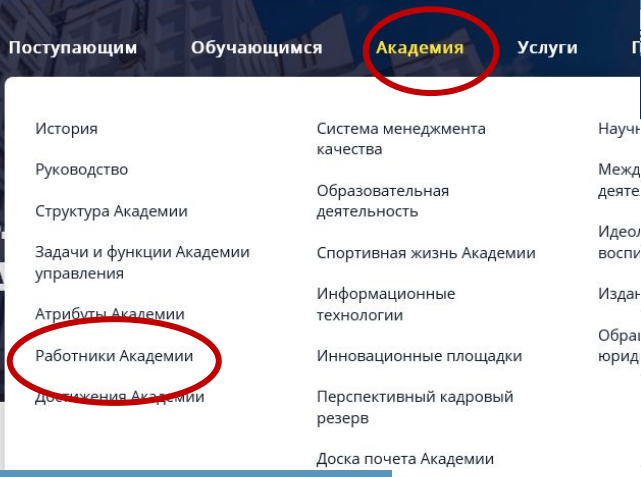 Поступающим Обучающимся Академия Услуги
История
Руководство
Структура Академии
Задачи и функции Академии
управления
Атрибуты Академии
Работники Академии
Достижения Академии
Система менеджмента
качества
Образовательная
деятельность
Спортивная жизнь Академии
Информационные
технологии
Инновационные площадки
Перспективный кадровый
резерв
Доска почета Академии